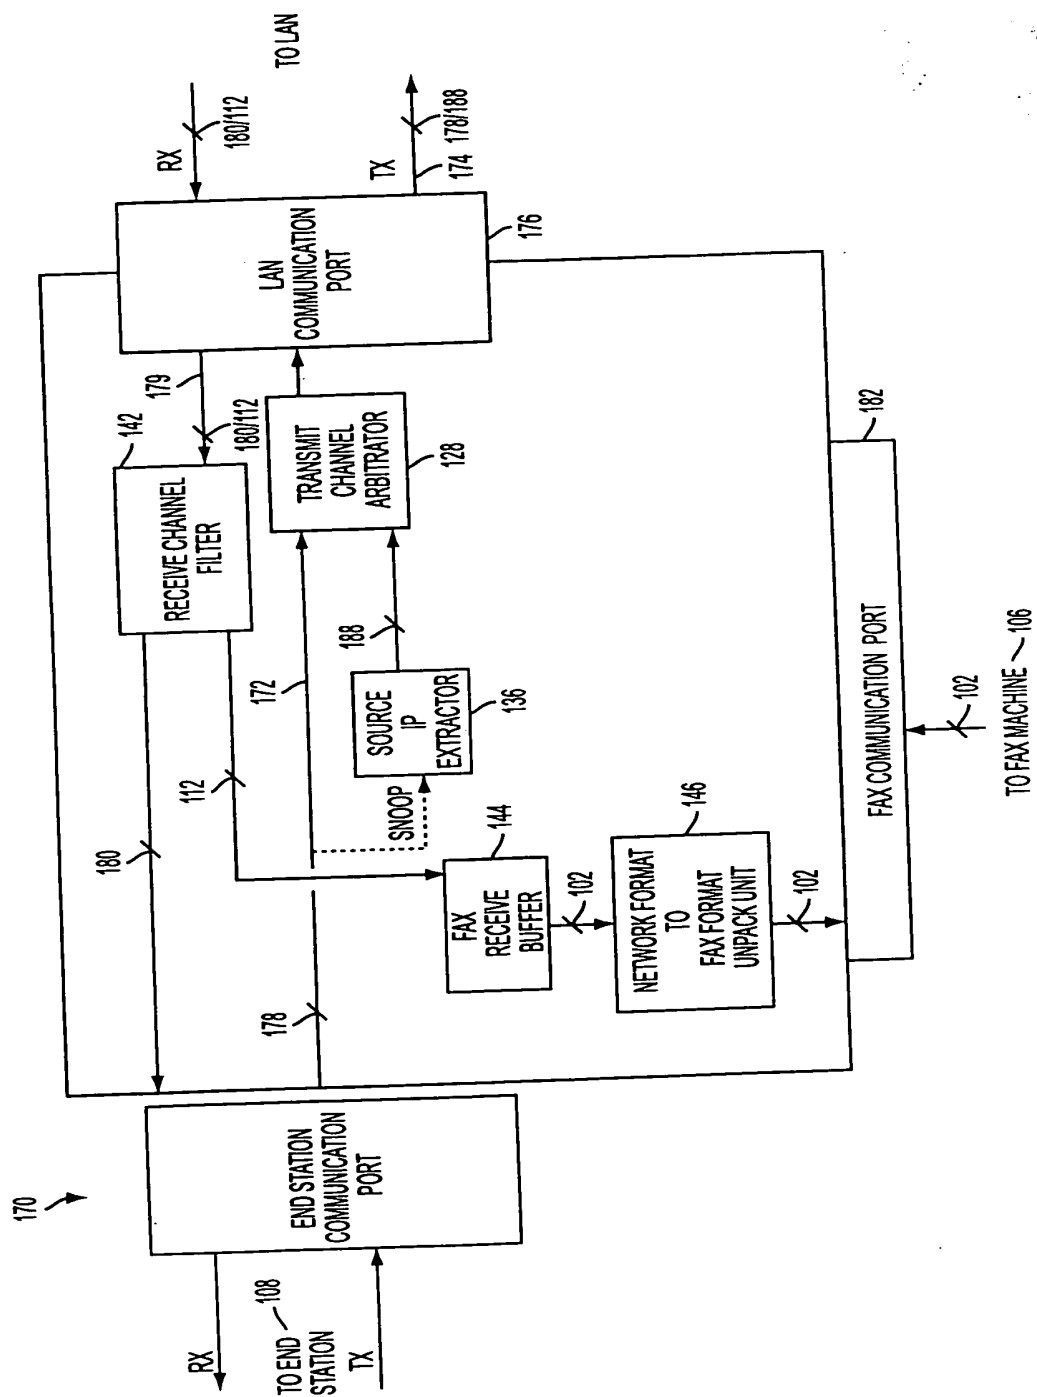 170
RX
TO END
STATION
108
TX
END STATION
COMMUNICATION
PORT
180
112
178
172
SNOOP
RECEIVE CHANNEL
FILTER
142
179
180/112
TRANSMIT
CHANNEL
ARBITRATOR
128
SOURCE
IP
EXTRACTOR
136
188
FAX
RECEIVE
BUFFER
144
102
NETWORK FORMAT
TO
FAX FORMAT
UNPACK UNIT
146
102
LAN
COMMUNICATION
PORT
176
RX
180/112
TO LAN
TX
174
178/188
FAX COMMUNICATION PORT
182
102
TO FAX MACHINE
106